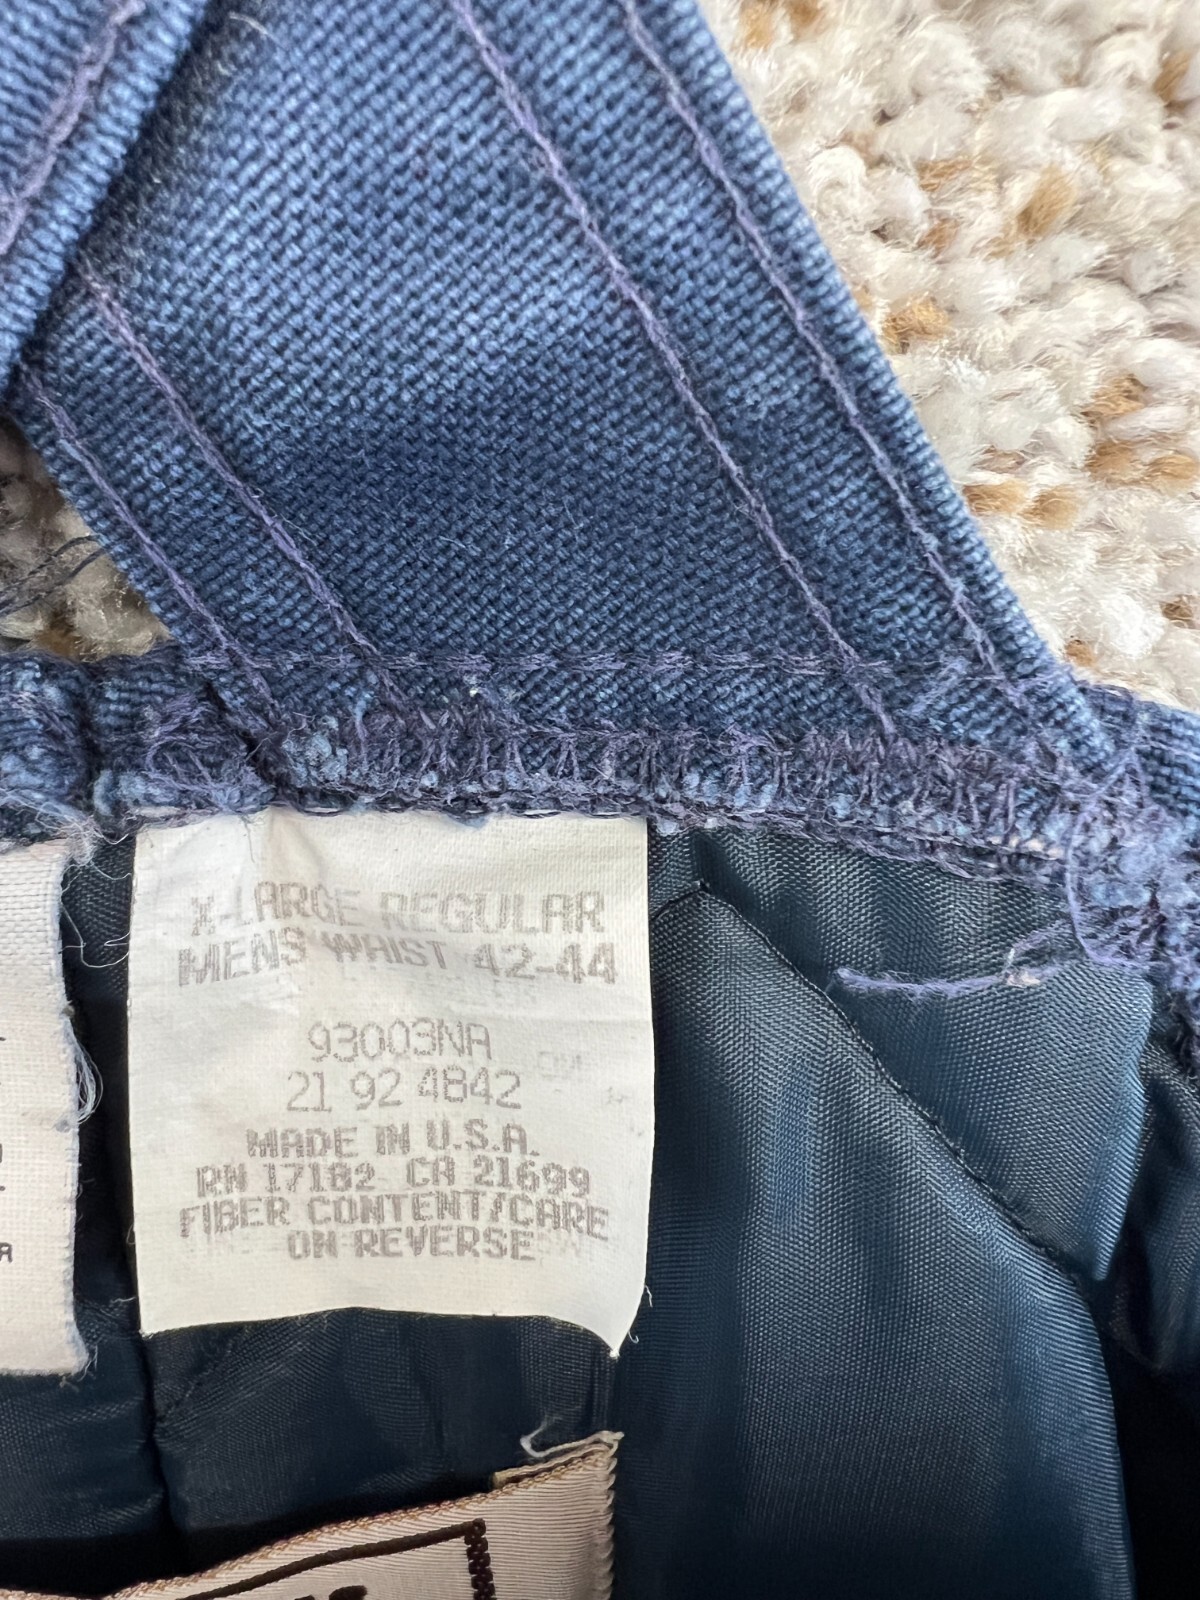 X-LARGE REGULAR
MENS WAIST 42-44
93003NA
21 92 4842
MADE IN U.S.A.
RN 17182 CA 21699
FIBER CONTENT/CARE
ON REVERSE